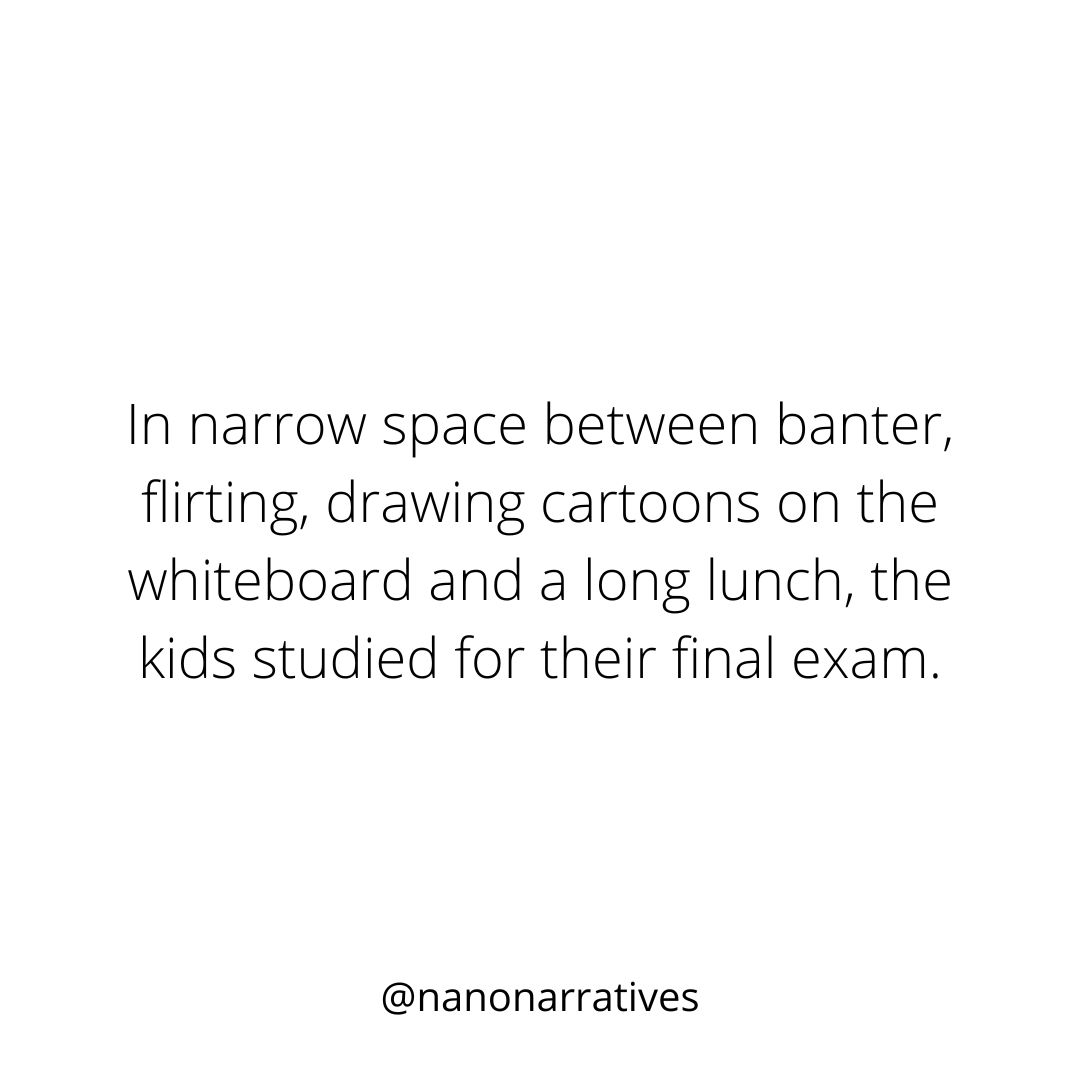 In narrow space between banter,
flirting, drawing cartoons on the
whiteboard and a long lunch, the
kids studied for their final exam.
@nanonarratives